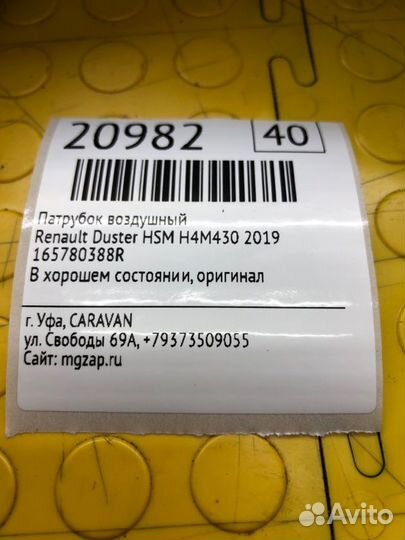 20982 40
Патрубок воздушный
Renault Duster HSM H4M430 2019
165780388R
В хорошем состоянии, оригинал
г. Уфа, CARAVAN
ул. Свободы 69А, +79373509055
Сайт: mgzap.ru
Avito